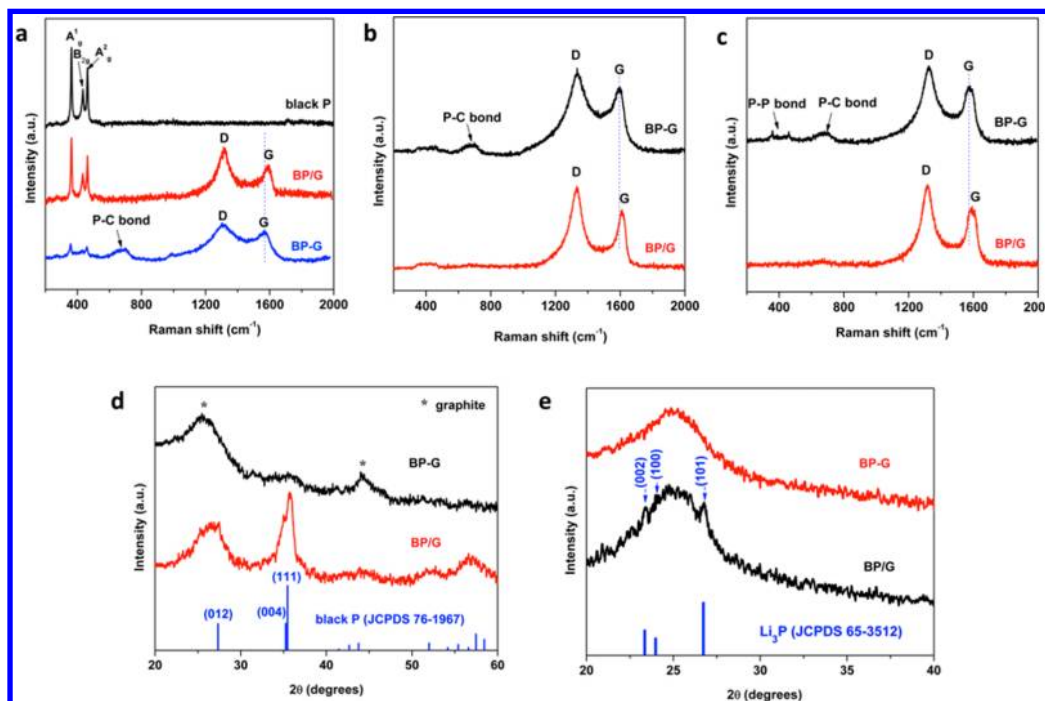 a
A¹g
B2g
A²g
black P
D
G
BP/G
P-C bond
D
G
BP-G
Intensity (a.u.)
400 800 1200 1600 2000
Raman shift (cm⁻¹)
b
D
G
P-C bond
BP-G
D
G
BP/G
Intensity (a.u.)
400 800 1200 1600 2000
Raman shift (cm⁻¹)
c
D
G
P-P bond
P-C bond
BP-G
D
G
BP/G
Intensity (a.u.)
400 800 1200 1600 200
Raman shift (cm⁻¹)
d
*
* graphite
BP-G
*
BP/G
(111)
(012)
(004)
black P (JCPDS 76-1967)
Intensity (a.u.)
20 30 40 50 60
2θ (degrees)
e
BP-G
(002)
(100)
(101)
BP/G
Li₃P (JCPDS 65-3512)
Intensity (a.u.)
20 25 30 35 40
2θ (degrees)